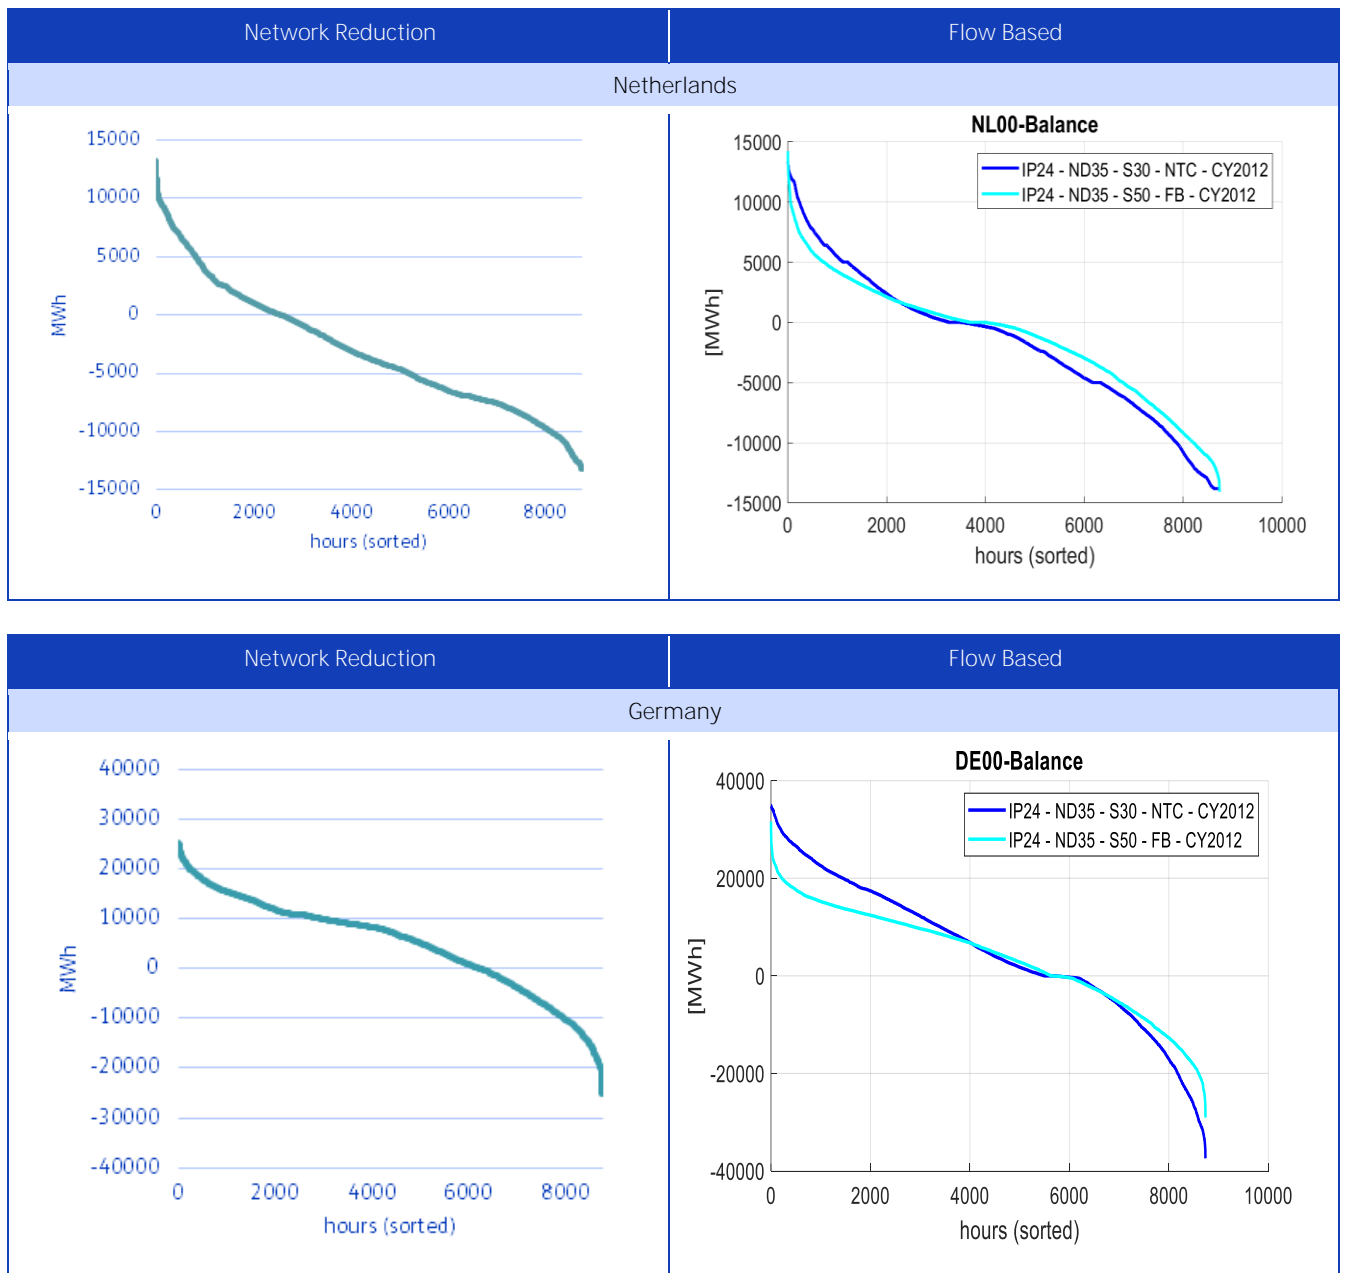 Network Reduction
Flow Based
Netherlands
15000
10000
5000
0
-5000
-10000
-15000
MWh
0 2000 4000 6000 8000
hours (sorted)
NL00-Balance
IP24 - ND35 - S30 - NTC - CY2012
IP24 - ND35 - S50 - FB - CY2012
15000
10000
5000
0
-5000
-10000
-15000
[MWh]
0 2000 4000 6000 8000 10000
hours (sorted)
Network Reduction
Flow Based
Germany
40000
30000
20000
10000
0
-10000
-20000
-30000
-40000
MWh
0 2000 4000 6000 8000
hours (sorted)
DE00-Balance
IP24 - ND35 - S30 - NTC - CY2012
IP24 - ND35 - S50 - FB - CY2012
40000
20000
0
-20000
-40000
[MWh]
0 2000 4000 6000 8000 10000
hours (sorted)